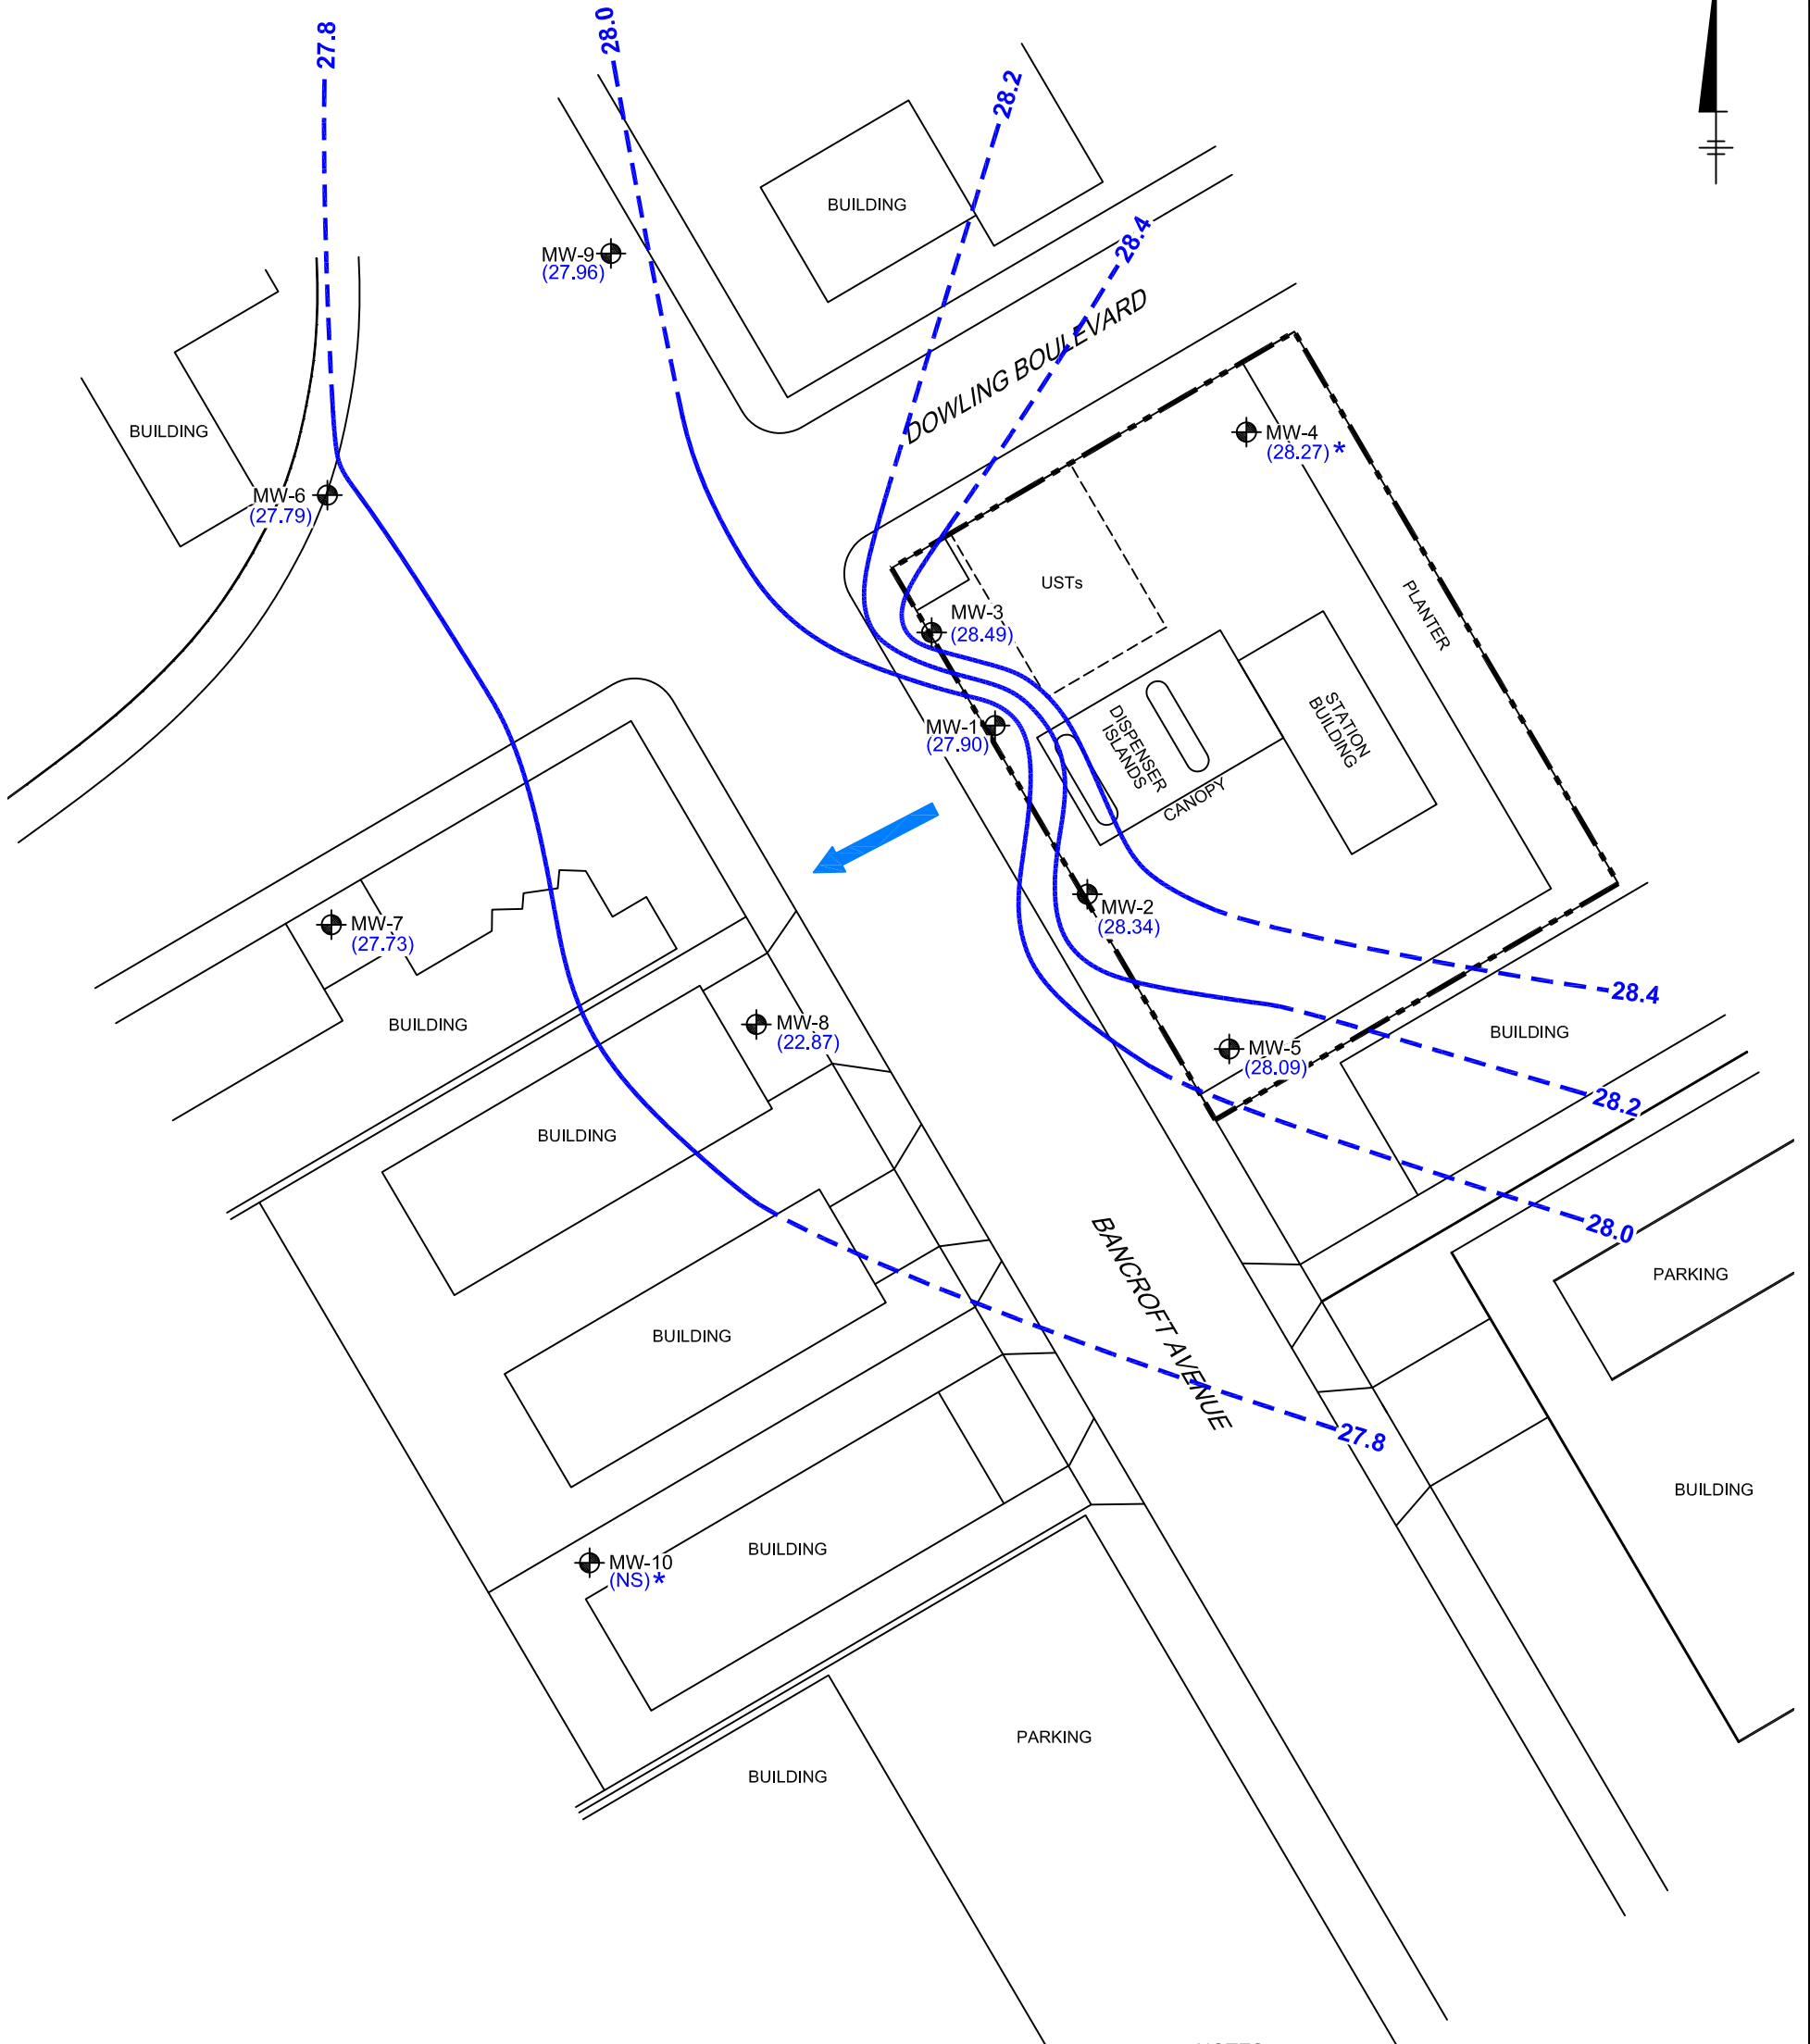 27.8
28.0
28.2
28.4
BUILDING
MW-9
(27.96)
DOWLING BOULEVARD
BUILDING
MW-4
(28.27)*
MW-6
(27.79)
USTs
PLANTER
MW-3
(28.49)
MW-1
(27.90)
DISPENSER
ISLANDS
STATION
BUILDING
CANOPY
MW-2
(28.34)
MW-7
(27.73)
28.4
BUILDING
MW-8
(22.87)
BUILDING
MW-5
(28.09)
28.2
BUILDING
28.0
BANCROFT AVENUE
PARKING
BUILDING
27.8
BUILDING
BUILDING
MW-10
(NS)*
PARKING
BUILDING